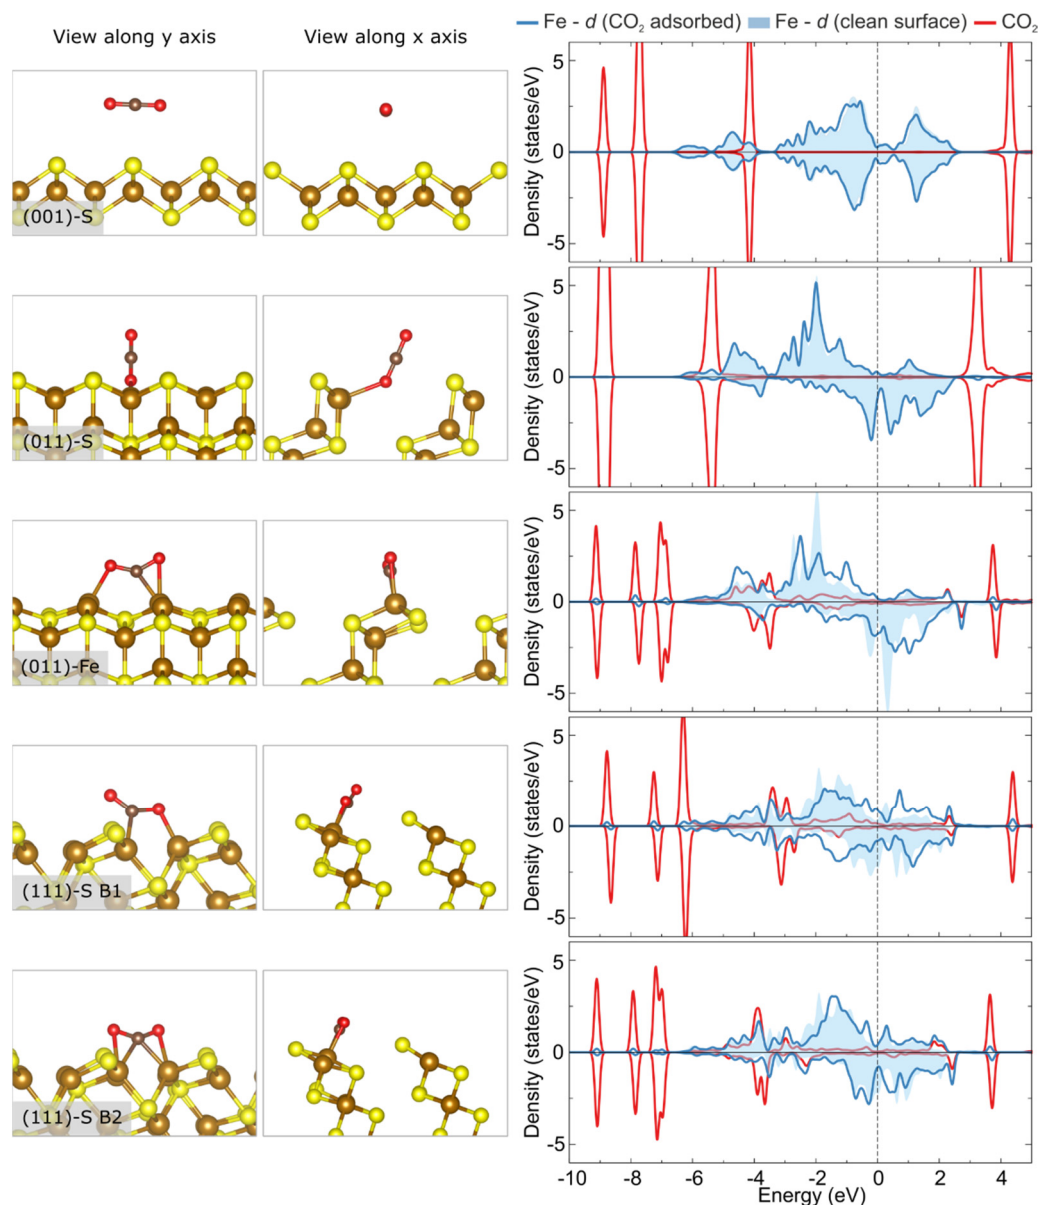 View along y axis
View along x axis
Fe - d (CO₂ adsorbed)
Fe - d (clean surface)
CO₂
(001)-S
Density (states/eV)
5
0
-5
(011)-S
Density (states/eV)
5
0
-5
(011)-Fe
Density (states/eV)
5
0
-5
(111)-S B1
Density (states/eV)
5
0
-5
(111)-S B2
Density (states/eV)
5
0
-5
-10 -8 -6 -4 -2 0 2 4
Energy (eV)